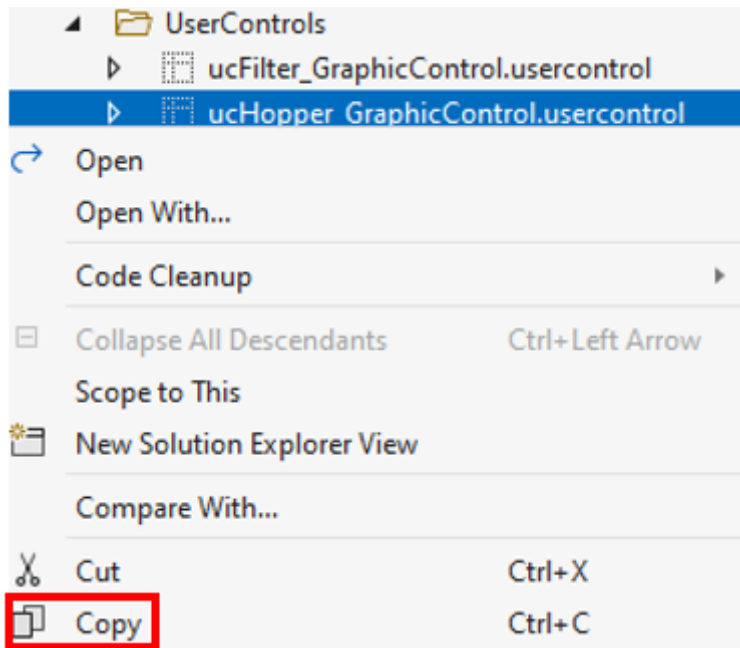 UserControls
ucFilter_GraphicControl.usercontrol
ucHopper_GraphicControl.usercontrol
Open
Open With...
Code Cleanup
Collapse All Descendants Ctrl+Left Arrow
Scope to This
New Solution Explorer View
Compare With...
Cut Ctrl+X
Copy Ctrl+C